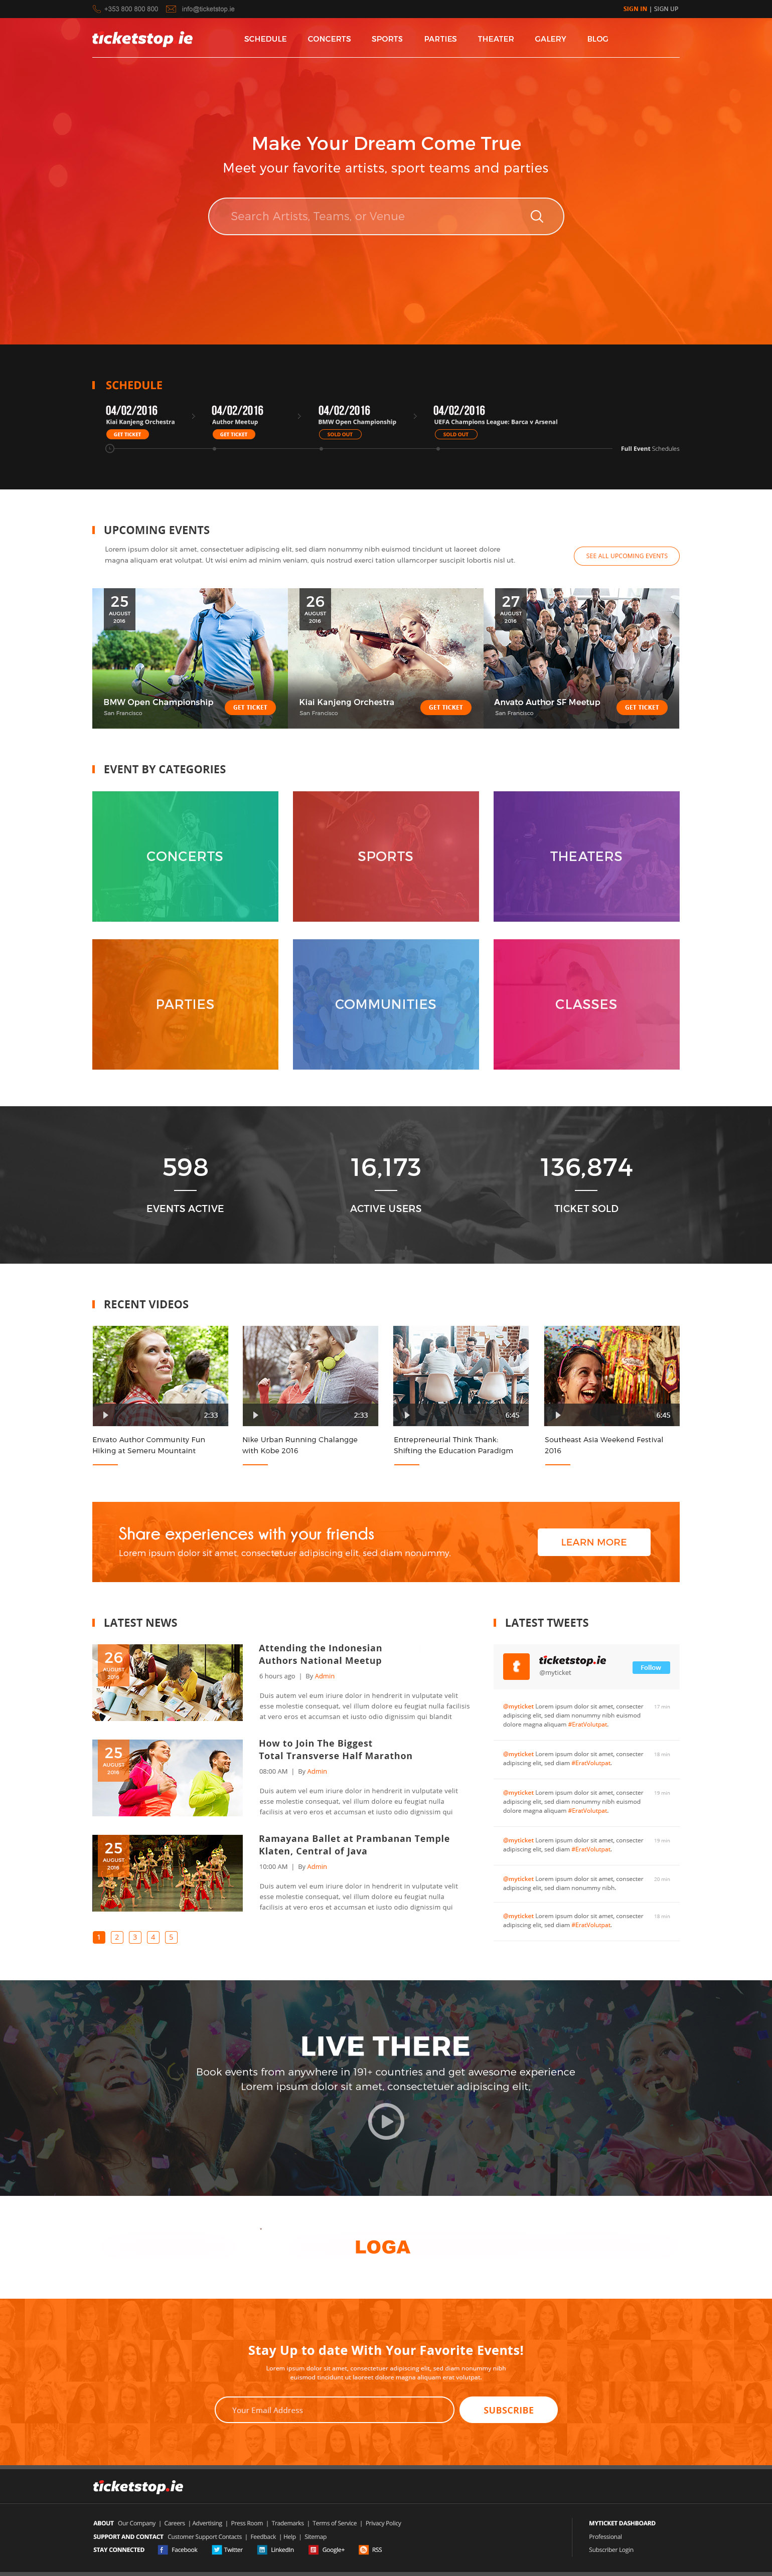 +353 800 800 800 info@ticketstop.ie SIGN IN | SIGN UP
ticketstop ie SCHEDULE CONCERTS SPORTS PARTIES THEATER GALERY BLOG
Make Your Dream Come True
Meet your favorite artists, sport teams and parties
Search Artists, Teams, or Venue
SCHEDULE
04/02/2016 > 04/02/2016 > 04/02/2016 > 04/02/2016
Kiai Kanjeng Orchestra Author Meetup BMW Open Championship UEFA Champions League: Barca v Arsenal
GET TICKET GET TICKET SOLD OUT SOLD OUT
Full Event Schedules
UPCOMING EVENTS
Lorem ipsum dolor sit amet, consectetuer adipiscing elit, sed diam nonummy nibh euismod tincidunt ut laoreet dolore
magna aliquam erat volutpat. Ut wisi enim ad minim veniam, quis nostrud exerci tation ullamcorper suscipit lobortis nisl ut.
SEE ALL UPCOMING EVENTS
25 AUGUST 2016
BMW Open Championship
San Francisco
GET TICKET
26 AUGUST 2016
Kiai Kanjeng Orchestra
San Francisco
GET TICKET
27 AUGUST 2016
Anvato Author SF Meetup
San Francisco
GET TICKET
EVENT BY CATEGORIES
CONCERTS SPORTS THEATERS
PARTIES COMMUNITIES CLASSES
598 16,173 136,874
EVENTS ACTIVE ACTIVE USERS TICKET SOLD
RECENT VIDEOS
2:33 2:33 6:45 6:45
Envato Author Community Fun
Hiking at Semeru Mountaint
Nike Urban Running Chalangge
with Kobe 2016
Entrepreneurial Think Thank:
Shifting the Education Paradigm
Southeast Asia Weekend Festival
2016
Share experiences with your friends
Lorem ipsum dolor sit amet, consectetuer adipiscing elit, sed diam nonummy.
LEARN MORE
LATEST NEWS
26
AUGUST
2016
Attending the Indonesian
Authors National Meetup
6 hours ago | By Admin
Duis autem vel eum iriure dolor in hendrerit in vulputate velit
esse molestie consequat, vel illum dolore eu feugiat nulla facilisis
at vero eros et accumsan et iusto odio dignissim qui blandit
25
AUGUST
2016
How to Join The Biggest
Total Transverse Half Marathon
08:00 AM | By Admin
Duis autem vel eum iriure dolor in hendrerit in vulputate velit
esse molestie consequat, vel illum dolore eu feugiat nulla
facilisis at vero eros et accumsan et iusto odio dignissim qui
25
AUGUST
2016
Ramayana Ballet at Prambanan Temple
Klaten, Central of Java
10:00 AM | By Admin
Duis autem vel eum iriure dolor in hendrerit in vulputate velit
esse molestie consequat, vel illum dolore eu feugiat nulla
facilisis at vero eros et accumsan et iusto odio dignissim qui
1 2 3 4 5
LATEST TWEETS
t
ticketstop.ie
@myticket
Follow
@myticket Lorem ipsum dolor sit amet, consecter 17 min
adipiscing elit, sed diam nonummy nibh euismod
dolore magna aliquam #EratVolutpat.
@myticket Lorem ipsum dolor sit amet, consecter 18 min
adipiscing elit, sed diam #EratVolutpat.
@myticket Lorem ipsum dolor sit amet, consecter 19 min
adipiscing elit, sed diam nonummy nibh euismod
dolore magna aliquam #EratVolutpat.
@myticket Lorem ipsum dolor sit amet, consecter 19 min
adipiscing elit, sed diam #EratVolutpat.
@myticket Lorem ipsum dolor sit amet, consecter 20 min
adipiscing elit, sed diam nonummy nibh.
@myticket Lorem ipsum dolor sit amet, consecter 18 min
adipiscing elit, sed diam #EratVolutpat.
LIVE THERE
Book events from anywhere in 191+ countries and get awesome experience
Lorem ipsum dolor sit amet, consectetuer adipiscing elit,
LOGA
Stay Up to date With Your Favorite Events!
Lorem ipsum dolor sit amet, consectetuer adipiscing elit, sed diam nonummy nibh
euismod tincidunt ut laoreet dolore magna aliquam erat volutpat.
Your Email Address SUBSCRIBE
ticketstop.ie
ABOUT Our Company | Careers | Advertising | Press Room | Trademarks | Terms of Service | Privacy Policy
SUPPORT AND CONTACT Customer Support Contacts | Feedback | Help | Sitemap
STAY CONNECTED Facebook Twitter LinkedIn Google+ RSS
MYTICKET DASHBOARD
Professional
Subscriber Login